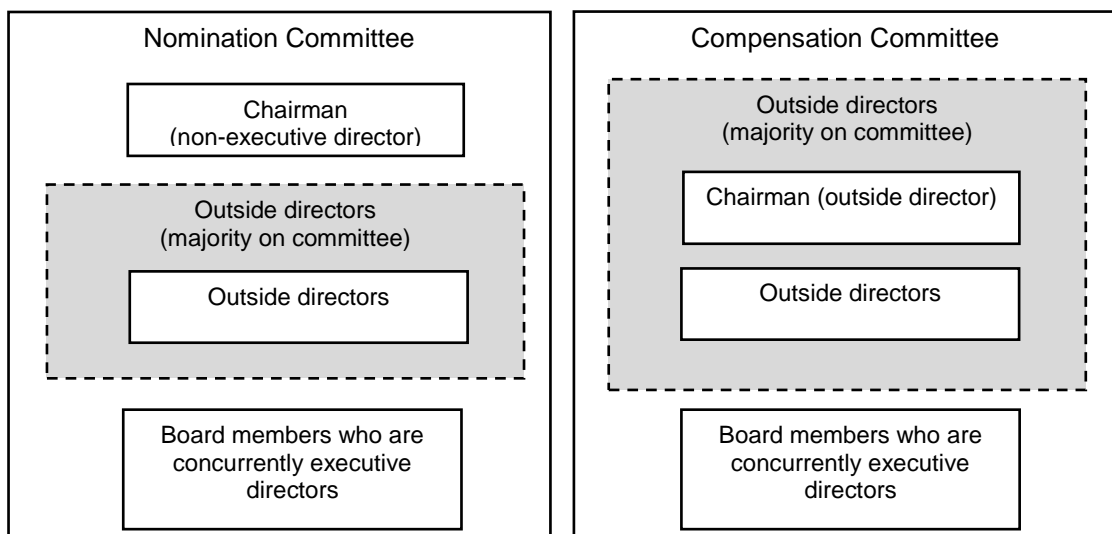 Nomination Committee
Chairman
(non-executive director)
Outside directors
(majority on committee)
Outside directors
Board members who are
concurrently executive
directors
Compensation Committee
Outside directors
(majority on committee)
Chairman (outside director)
Outside directors
Board members who are
concurrently executive
directors